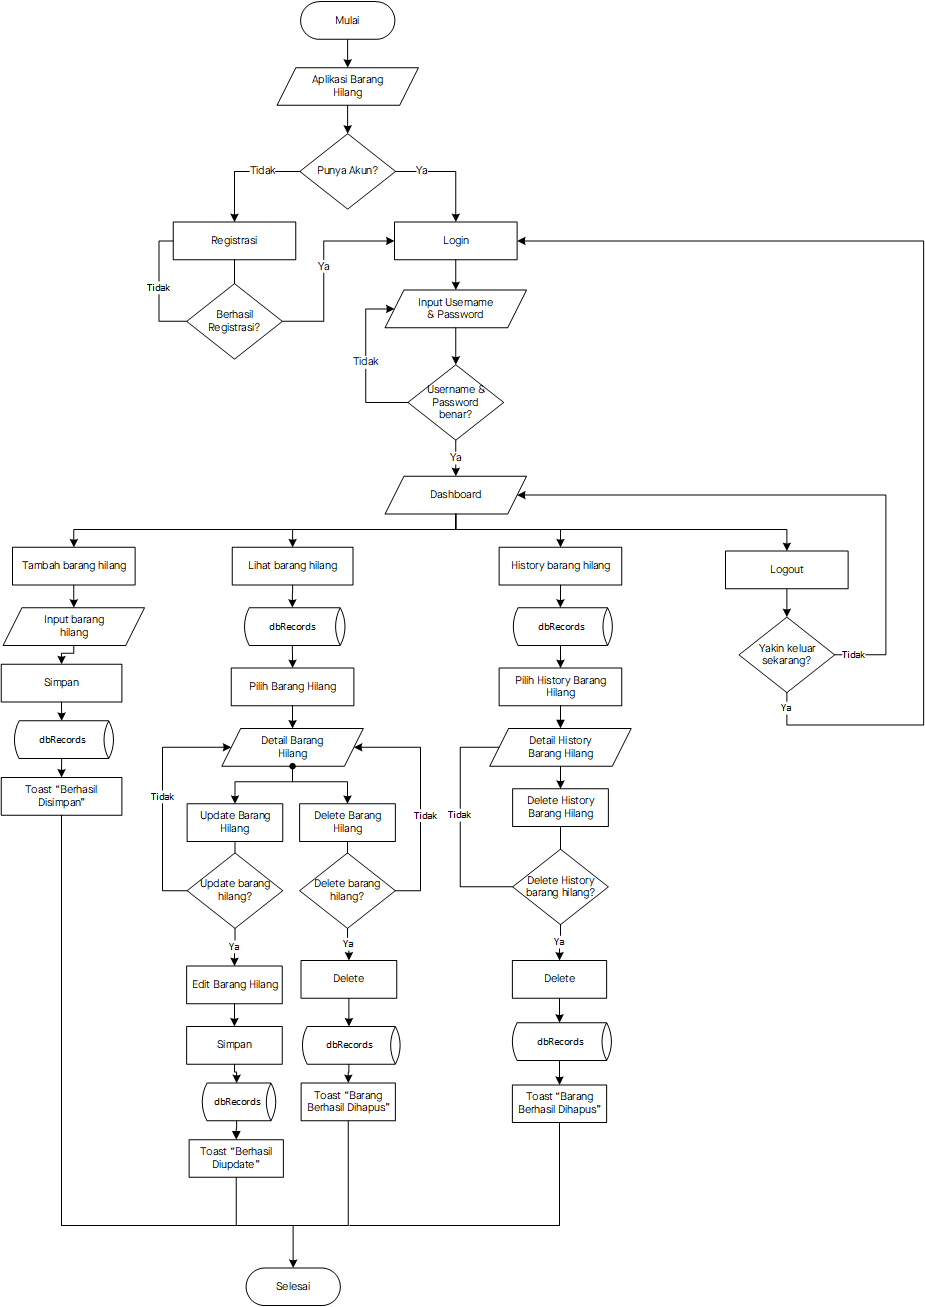 Mulai
Aplikasi Barang
Hilang
Punya Akun?
Tidak
Ya
Registrasi
Login
Ya
Tidak
Berhasil
Registrasi?
Input Username
& Password
Tidak
Username &
Password
benar?
Ya
Dashboard
Tambah barang hilang
Lihat barang hilang
History barang hilang
Logout
Input barang
hilang
dbRecords
dbRecords
Yakin keluar
sekarang?
Tidak
Ya
Simpan
Pilih Barang Hilang
Pilih History Barang
Hilang
dbRecords
Detail Barang
Hilang
Detail History
Barang Hilang
Toast “Berhasil
Disimpan”
Tidak
Update Barang
Hilang
Delete Barang
Hilang
Tidak
Tidak
Delete History
Barang Hilang
Update barang
hilang?
Delete barang
hilang?
Delete History
barang hilang?
Ya
Ya
Ya
Edit Barang Hilang
Delete
Delete
Simpan
dbRecords
dbRecords
dbRecords
Toast “Barang
Berhasil Dihapus”
Toast “Barang
Berhasil Dihapus”
Toast “Berhasil
Diupdate”
Selesai